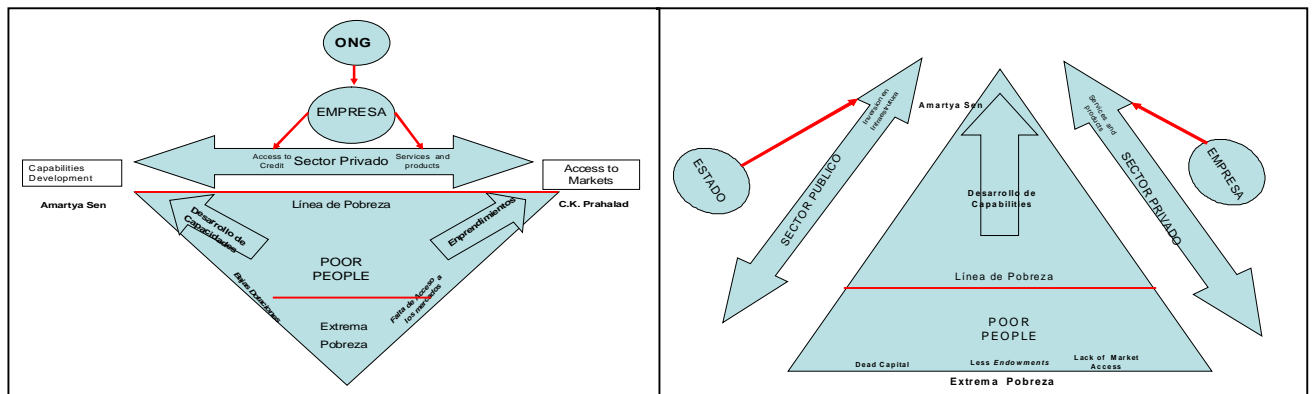 ONG
EMPRESA
Access to
Credit
Sector Privado
Services and
products
Capabilities
Development
Access to
Markets
Amartya Sen
Línea de Pobreza
C.K. Prahalad
Desarrollo de
Capacidades
Enprendimientos
POOR
PEOPLE
Bajas Dotaciones
Falta de Acceso a
los mercados
Extrema
Pobreza
ESTADO
SECTOR PUBLICO
Inversion en
Infraestrutura
Amartya Sen
Desarrollo de
Capabilities
Services and
products
SECTOR PRIVADO
EMPRESA
Línea de Pobreza
POOR
PEOPLE
Dead Capital
Less Endowments
Lack of Market
Access
Extrema Pobreza